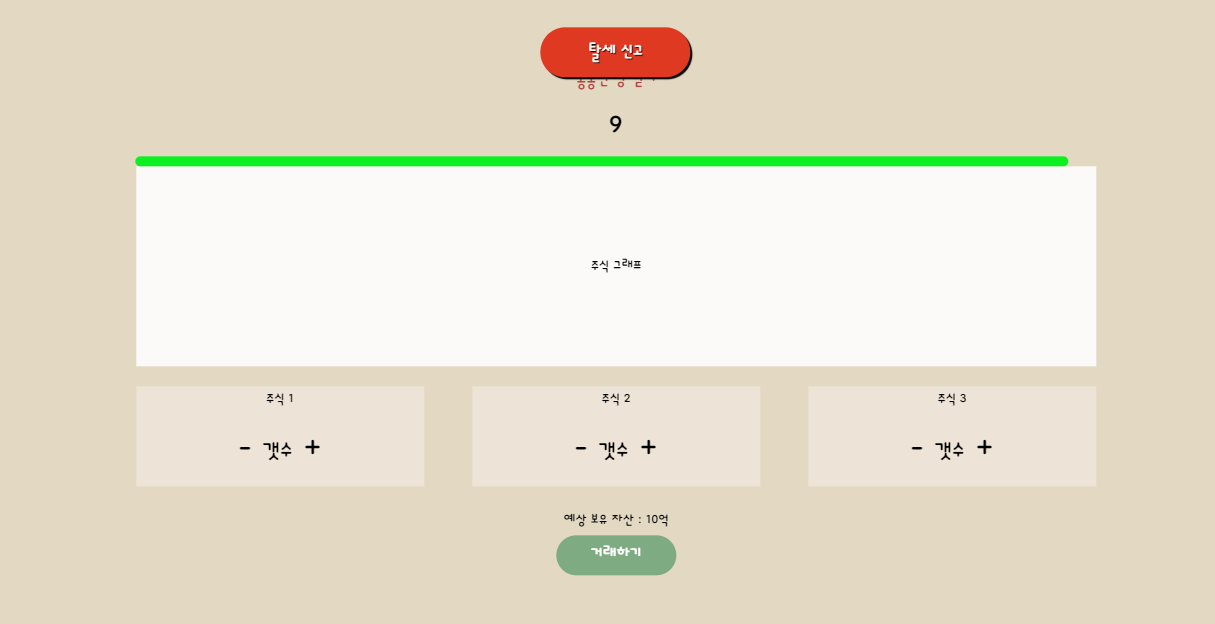 탈세 신고
9
주식 그래프
주식 1
- 갯수 +
주식 2
- 갯수 +
주식 3
- 갯수 +
예상 보유 자산 : 10억
거래하기